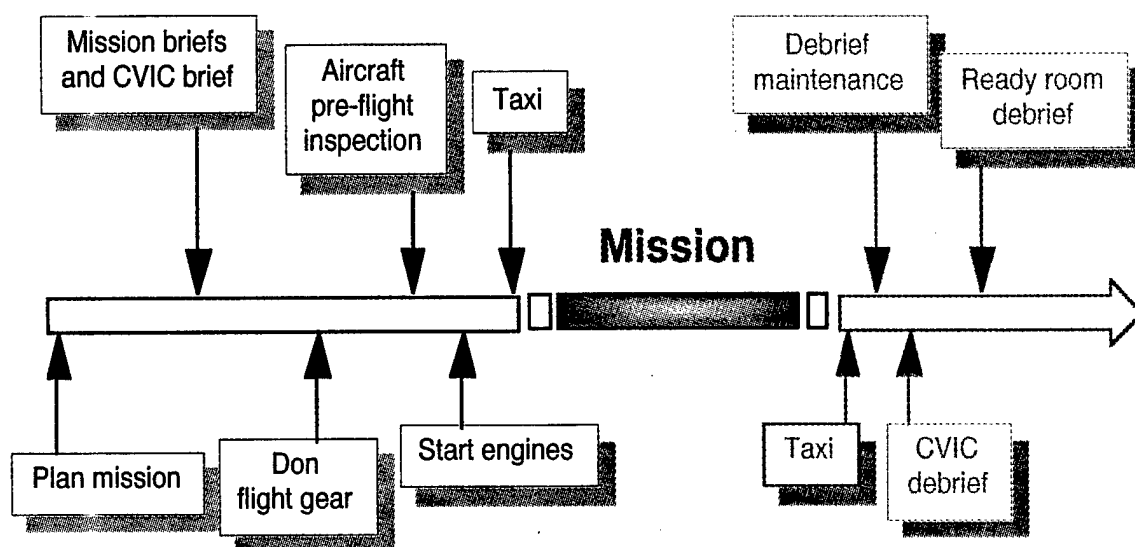 Mission briefs
and CVIC brief
Aircraft
pre-flight
inspection
Taxi
Debrief
maintenance
Ready room
debrief
Mission
Plan mission
Don
flight gear
Start engines
Taxi
CVIC
debrief